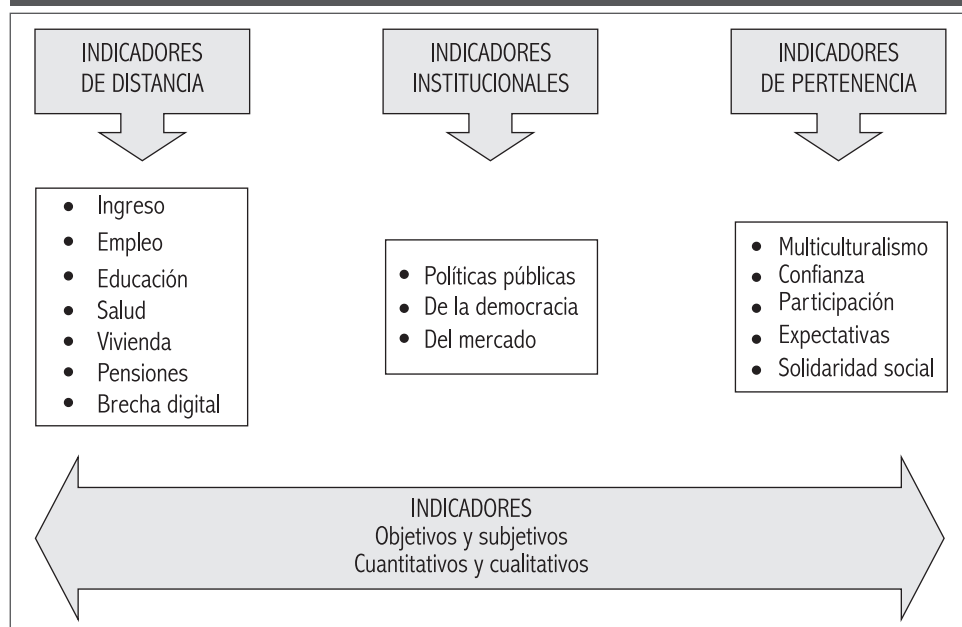 INDICADORES
DE DISTANCIA
INDICADORES
INSTITUCIONALES
INDICADORES
DE PERTENENCIA
• Ingreso
• Empleo
• Educación
• Salud
• Vivienda
• Pensiones
• Brecha digital
• Políticas públicas
• De la democracia
• Del mercado
• Multiculturalismo
• Confianza
• Participación
• Expectativas
• Solidaridad social
INDICADORES
Objetivos y subjetivos
Cuantitativos y cualitativos